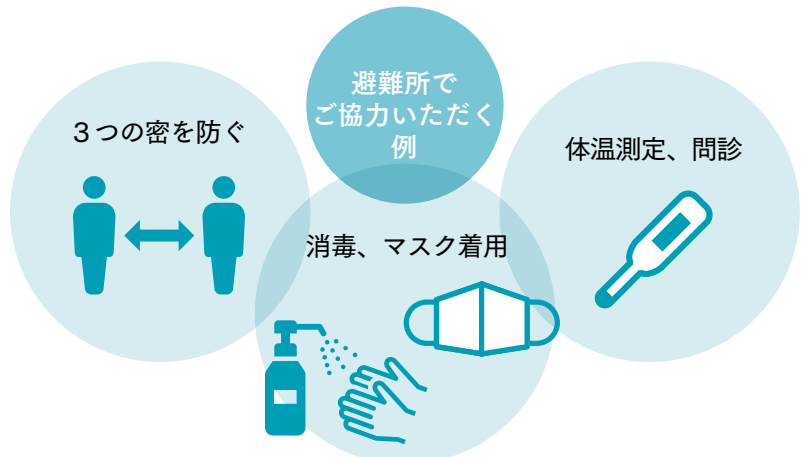 避難所で
ご協力いただく
例
３つの密を防ぐ
体温測定、問診
消毒、マスク着用